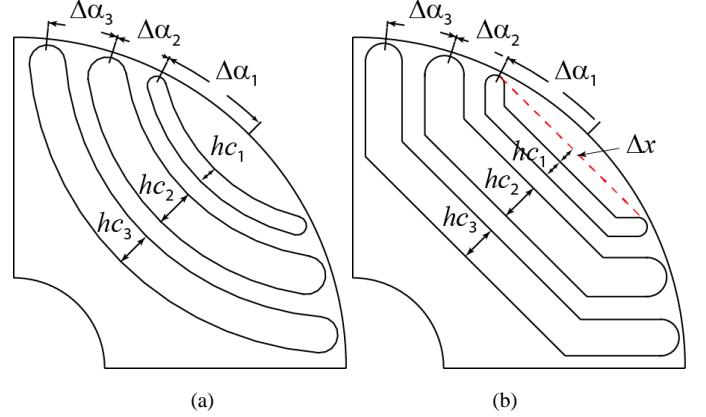 Δα₃ Δα₂ Δα₁
hc₁
hc₂
hc₃
Δα₃ Δα₂ Δα₁
hc₁ Δx
hc₂
hc₃
(a) (b)